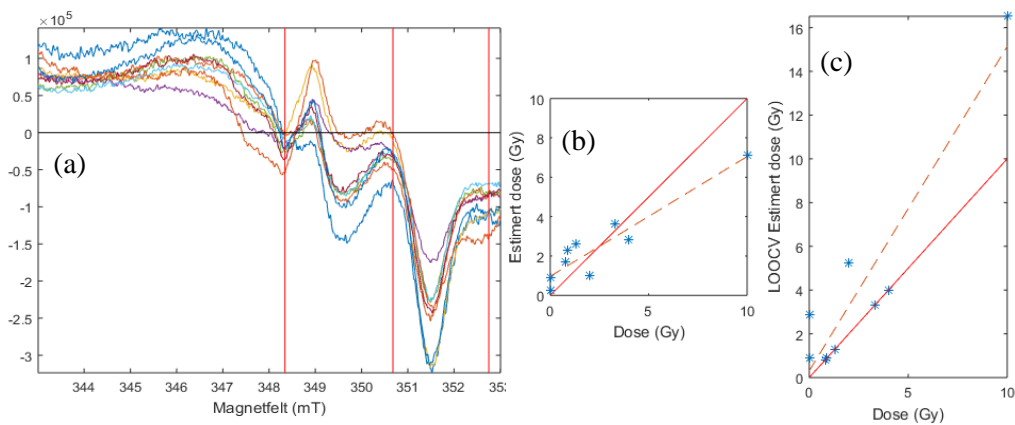 ×10⁵
1
0.5
0
-0.5
-1
-1.5
-2
-2.5
-3
(a)
344 345 346 347 348 349 350 351 352 353
Magnetfelt (mT)
(b)
10
8
6
4
2
0
Estimert dose (Gy)
0 5 10
Dose (Gy)
(c)
16
14
12
10
8
6
4
2
0
LOOCV Estimert dose (Gy)
0 5 10
Dose (Gy)